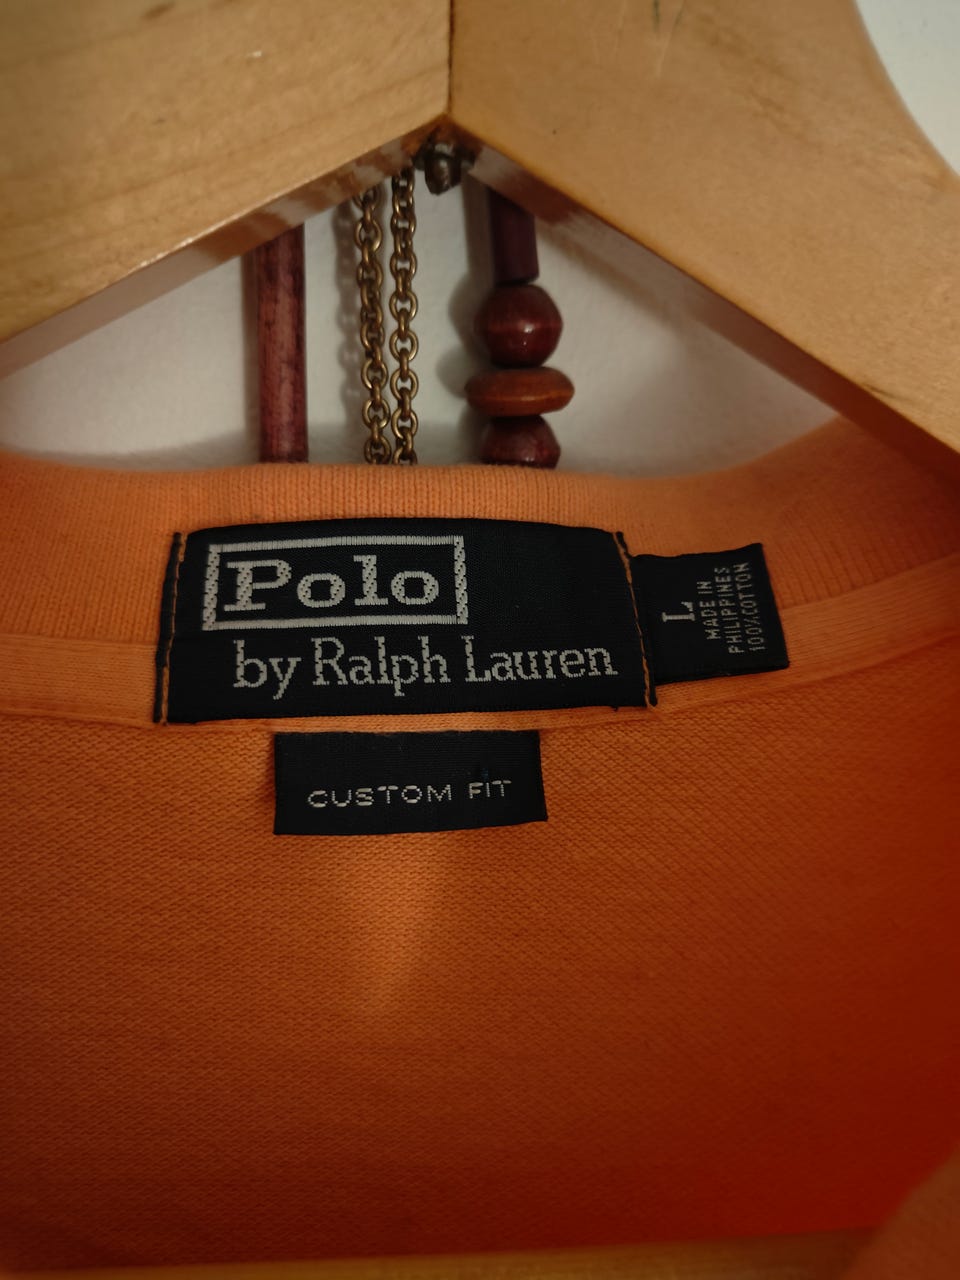 Polo
by Ralph Lauren
L
MADE IN
PHILIPPINES
100%COTTON
CUSTOM FIT